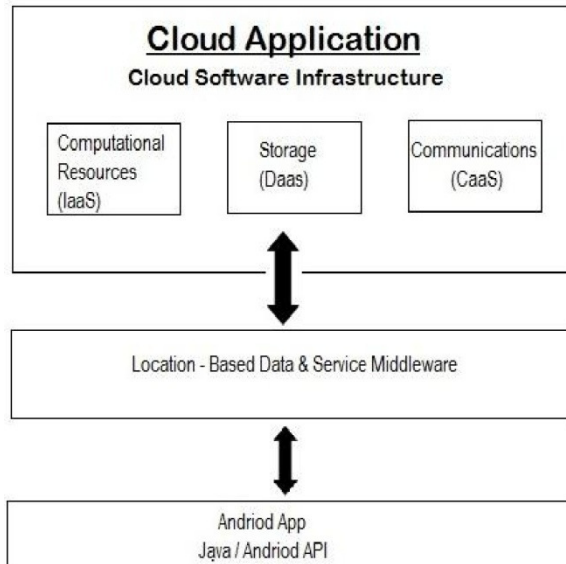 Cloud Application
Cloud Software Infrastructure
Computational
Resources
(IaaS)
Storage
(Daas)
Communications
(CaaS)
Location - Based Data & Service Middleware
Andriod App
Java / Andriod API